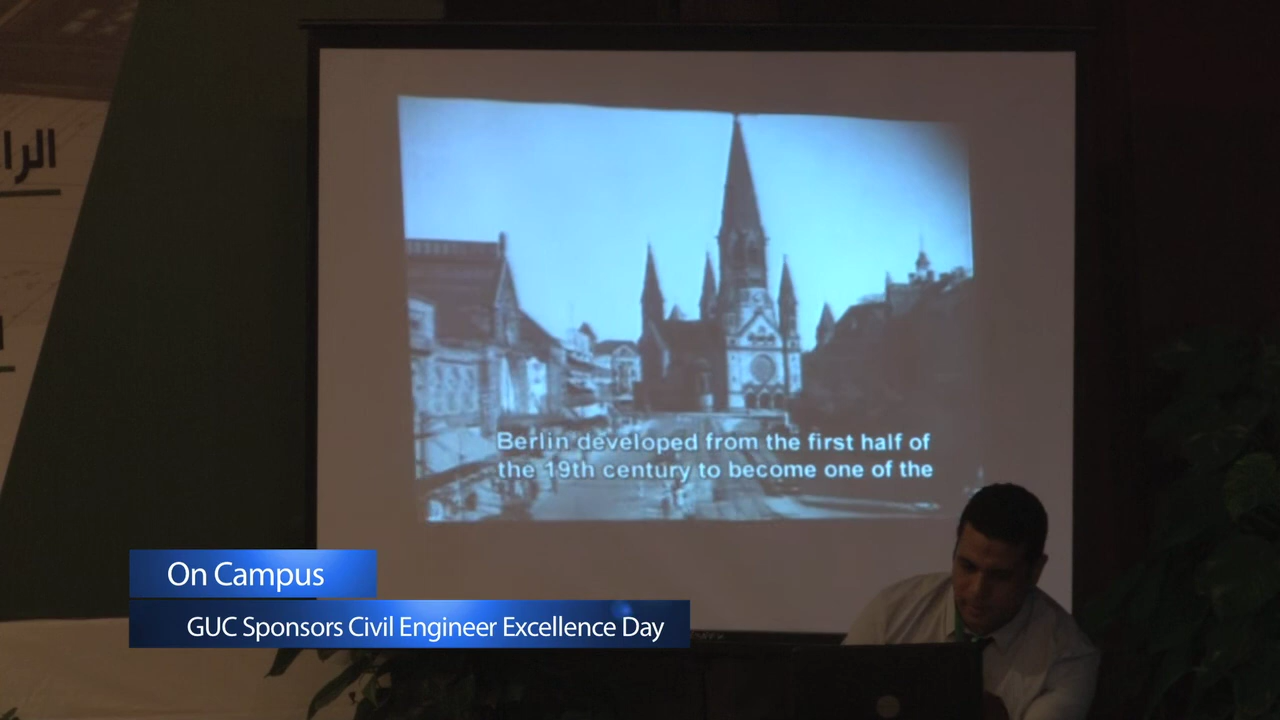 الرا
Berlin developed from the first half of
the 19th century to become one of the
On Campus
GUC Sponsors Civil Engineer Excellence Day